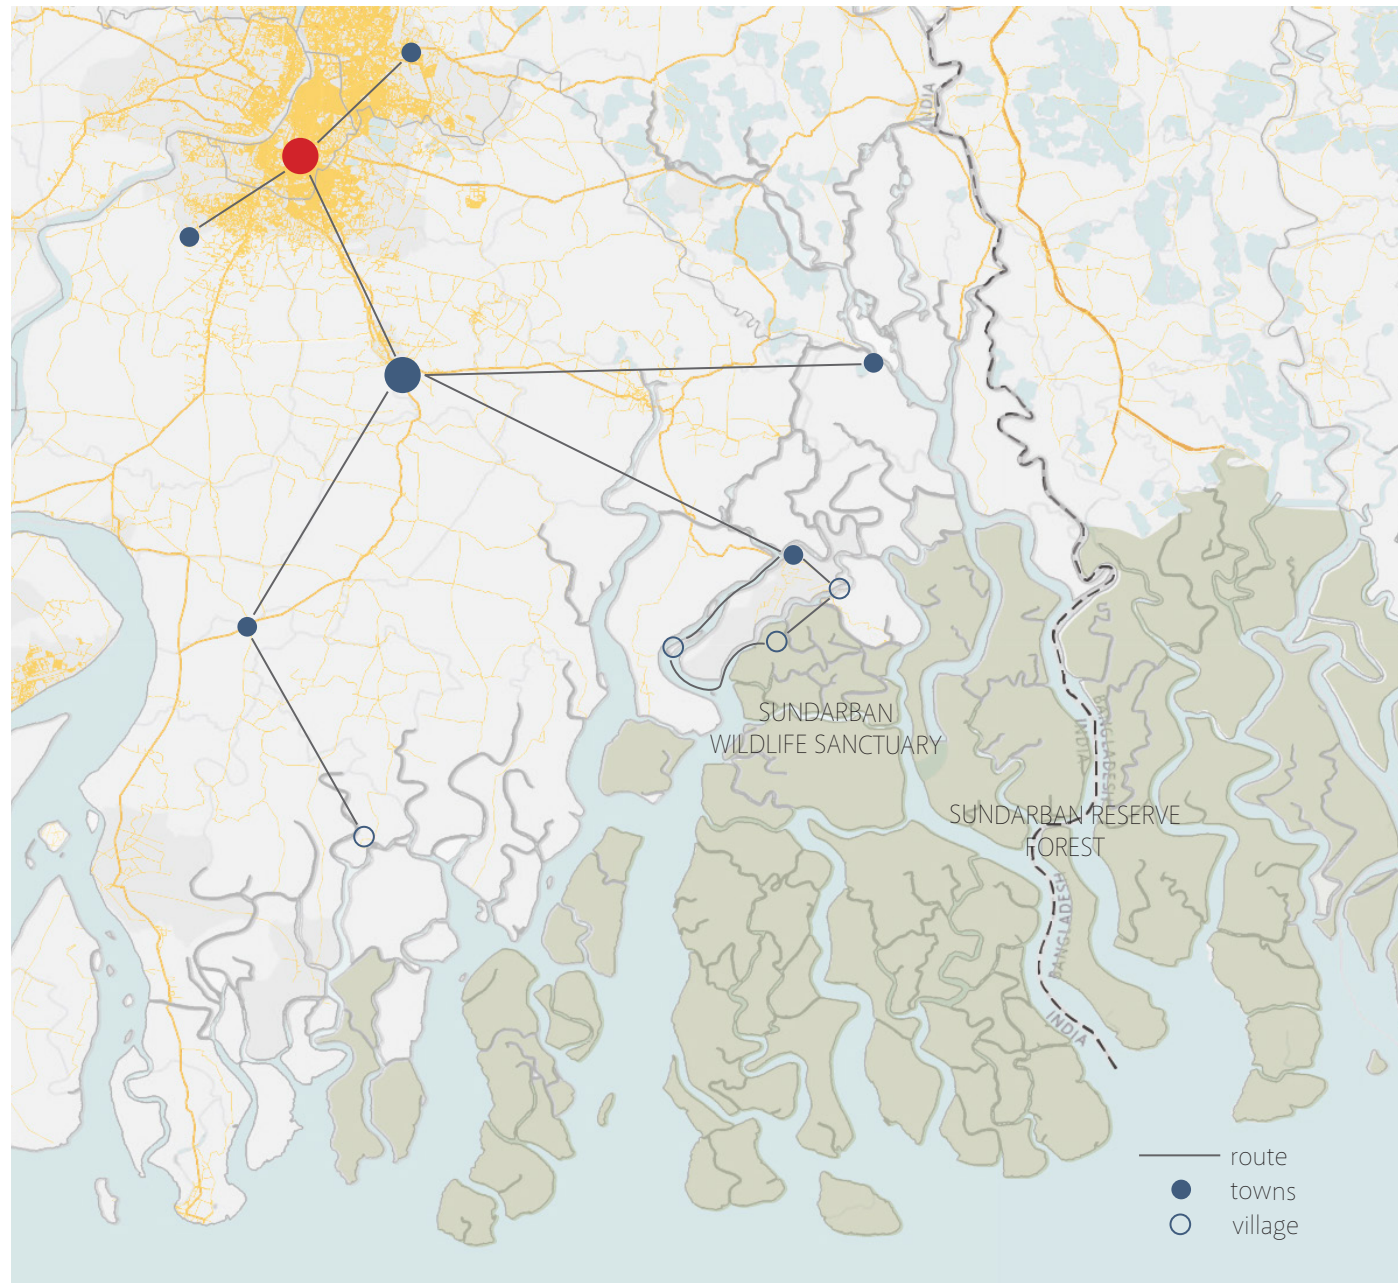 INDIA
SUNDARBAN
WILDLIFE SANCTUARY
BANGLADESH
INDIA
SUNDARBAN RESERVE
FOREST
BANGLADESH
INDIA
route
towns
village